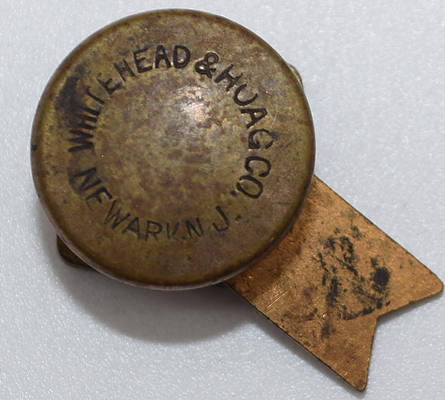 WHITEHEAD & HOAG CO.
NEWARK. N.J.